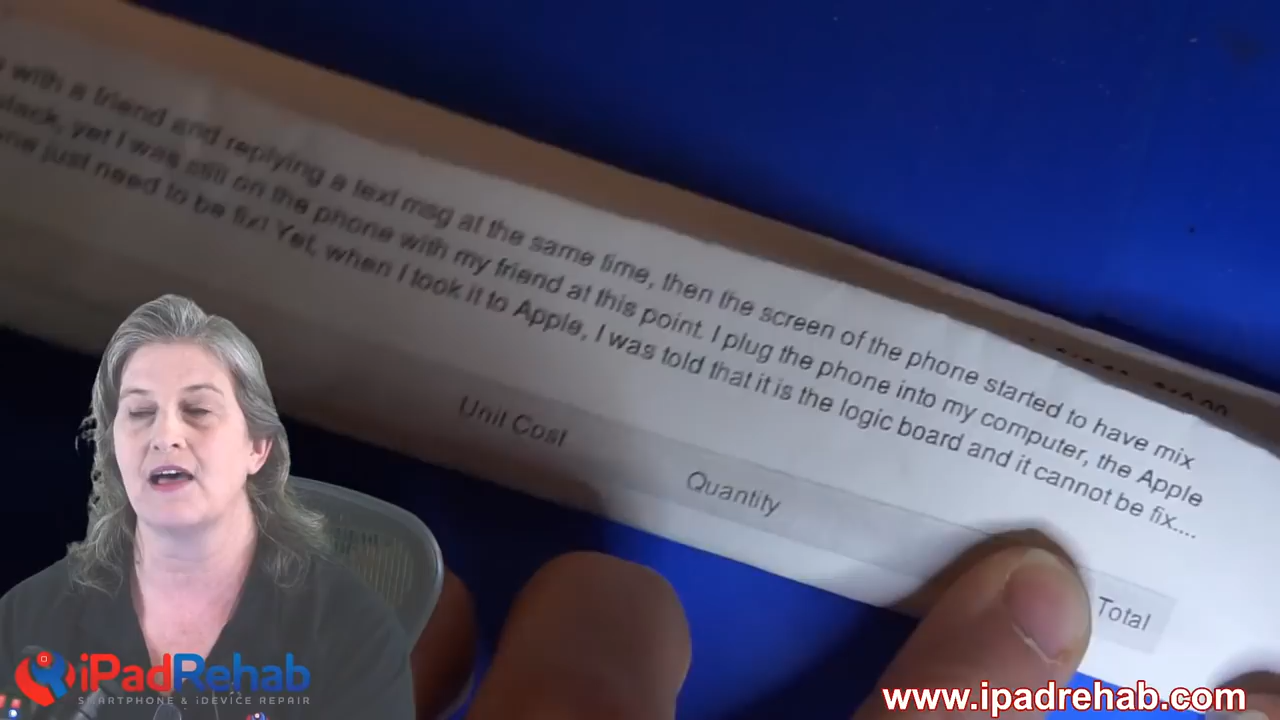 with a friend and replying a text msg at the same time, then the screen of the phone started to have mix
black, yet I was still on the phone with my friend at this point. I plug the phone into my computer, the Apple
just need to be fix! Yet, when I took it to Apple, I was told that it is the logic board and it cannot be fix....
Unit Cost Quantity Total
iPadRehab
SMARTPHONE & iDEVICE REPAIR
www.ipadrehab.com